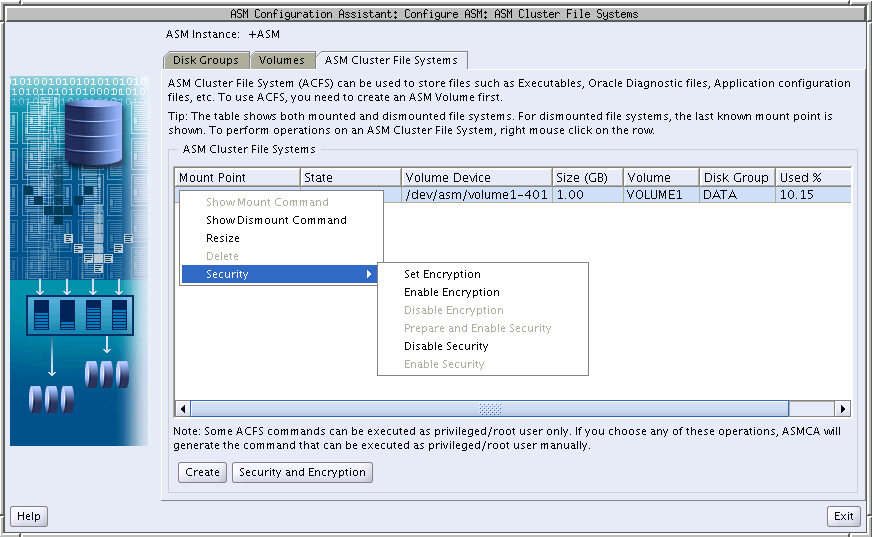 ASM Configuration Assistant: Configure ASM: ASM Cluster File Systems
ASM Instance: +ASM
Disk Groups Volumes ASM Cluster File Systems
ASM Cluster File System (ACFS) can be used to store files such as Executables, Oracle Diagnostic files, Application configuration
files, etc. To use ACFS, you need to create an ASM Volume first.
Tip: The table shows both mounted and dismounted file systems. For dismounted file systems, the last known mount point is
shown. To perform operations on an ASM Cluster File System, right mouse click on the row.
ASM Cluster File Systems
Mount Point State Volume Device Size (GB) Volume Disk Group Used %
/dev/asm/volume1-401 1.00 VOLUME1 DATA 10.15
Show Mount Command
Show Dismount Command
Resize
Delete
Security
Set Encryption
Enable Encryption
Disable Encryption
Prepare and Enable Security
Disable Security
Enable Security
Note: Some ACFS commands can be executed as privileged/root user only. If you choose any of these operations, ASMCA will
generate the command that can be executed as privileged/root user manually.
Create Security and Encryption
Help Exit